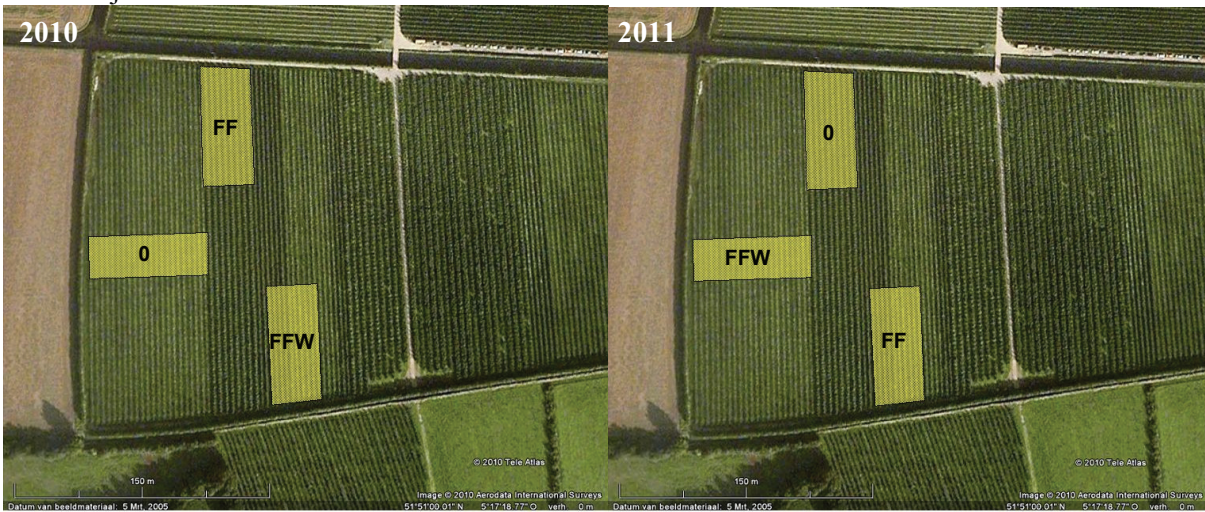 2010
FF
0
FFW
© 2010 Tele Atlas
150 m
Image © 2010 Aerodata International Surveys
Datum van beeldmateriaal: 5 Mrt, 2005
51°51'00.01" N 5°17'18.77" O verh 0 m
2011
0
FFW
FF
© 2010 Tele Atlas
150 m
Image © 2010 Aerodata International Surveys
Datum van beeldmateriaal: 5 Mrt, 2005
51°51'00.01" N 5°17'18.77" O verh 0 m